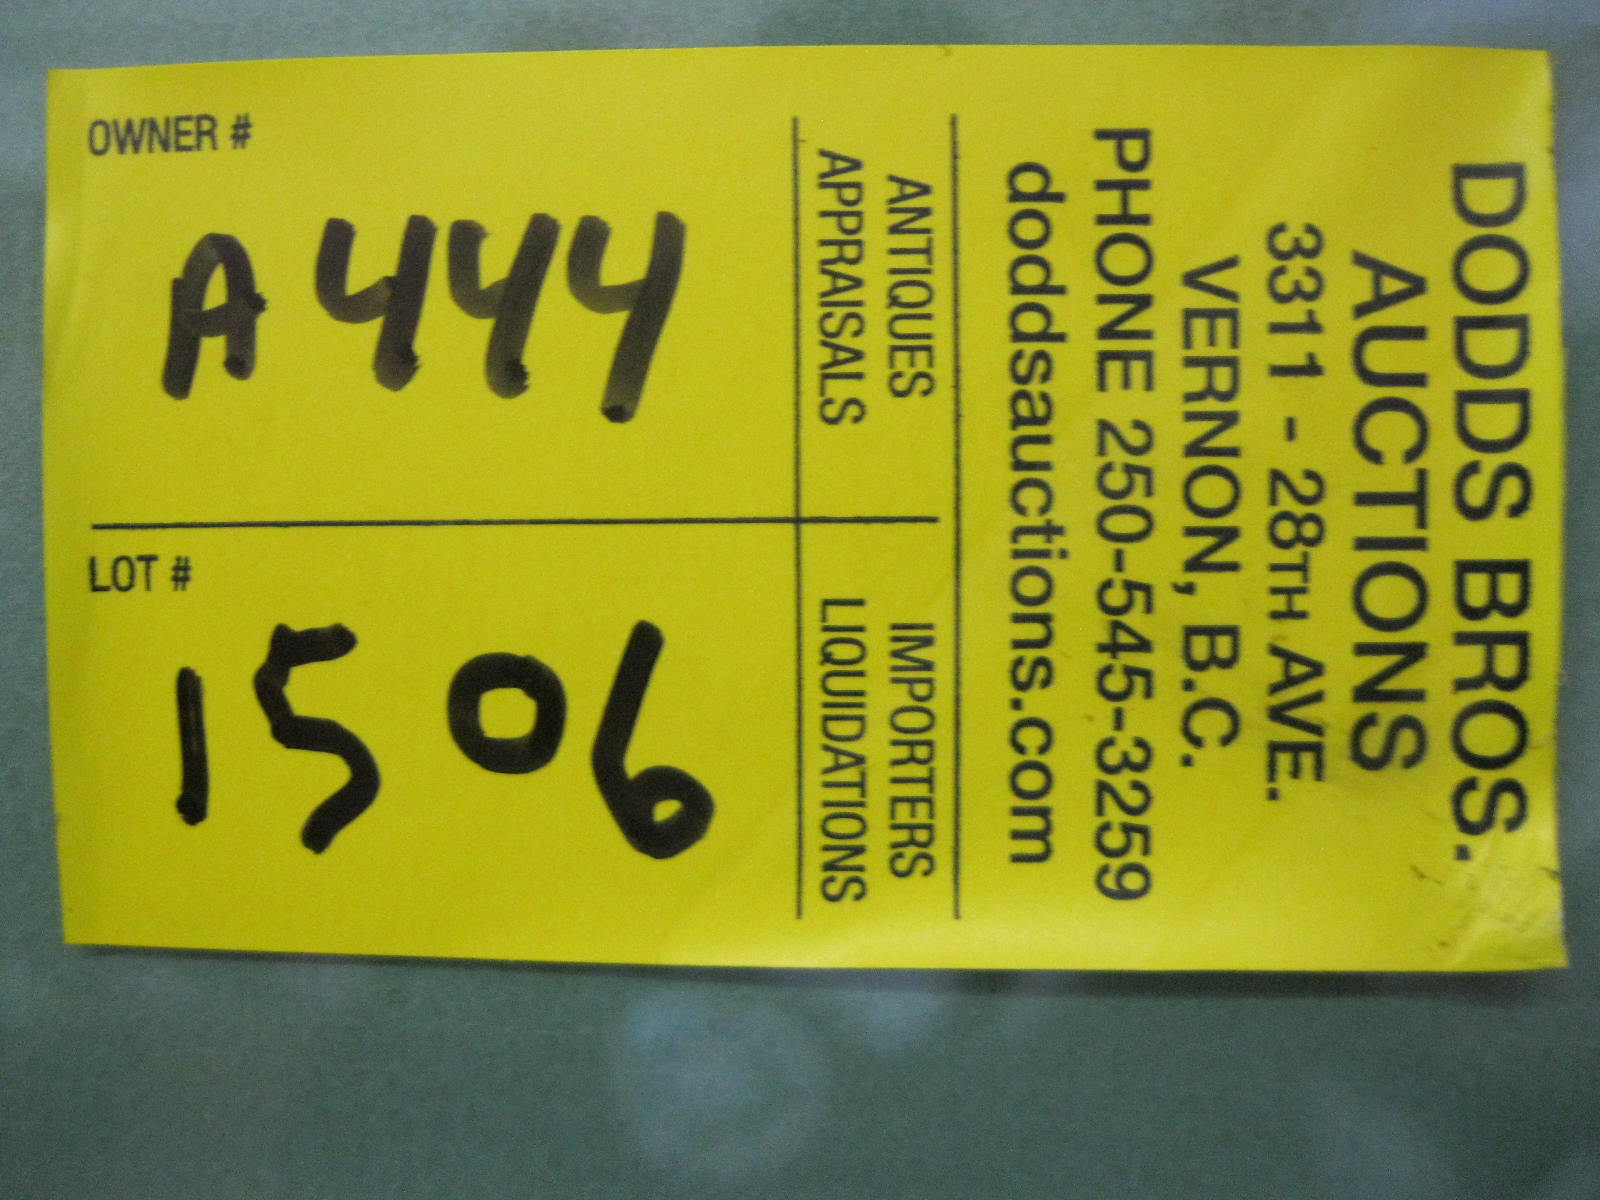 OWNER #
A444
LOT #
1506
DODDS BROS.
AUCTIONS
3311 - 28TH AVE.
VERNON, B.C.
PHONE 250-545-3259
doddsauctions.com
ANTIQUES
APPRAISALS
IMPORTERS
LIQUIDATIONS